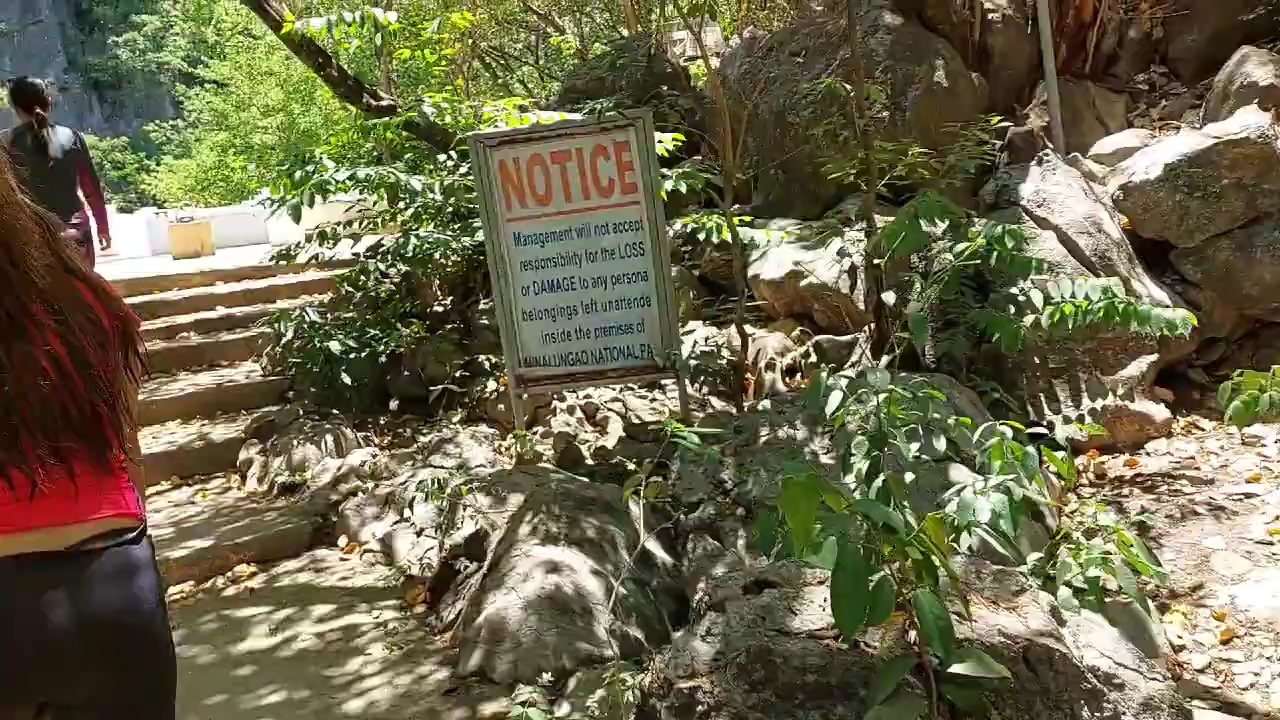 NOTICE
Management will not accept
responsibility for the LOSS
or DAMAGE to any persona
belongings left unattende
inside the premises of
MINALUNGAO NATIONAL PA